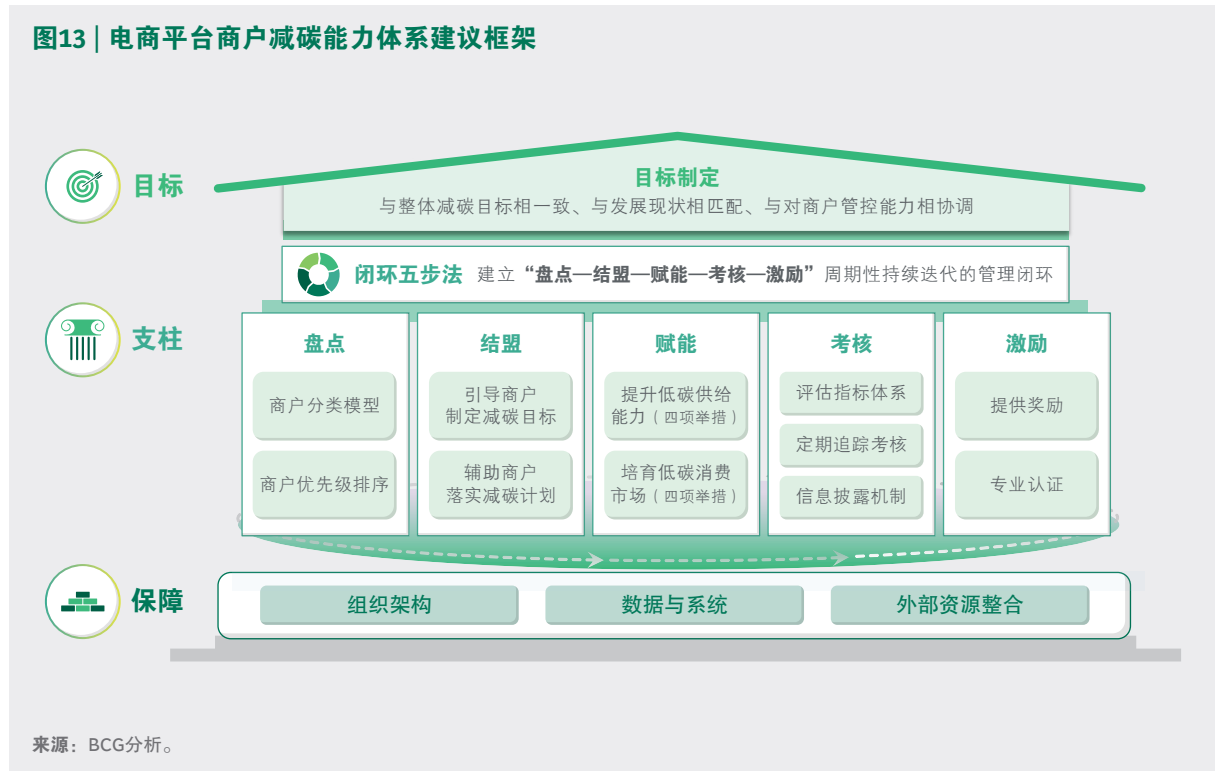 图13 | 电商平台商户减碳能力体系建议框架
目标
目标制定
与整体减碳目标相一致、与发展现状相匹配、与对商户管控能力相协调
闭环五步法 建立“盘点—结盟—赋能—考核—激励”周期性持续迭代的管理闭环
支柱
盘点
商户分类模型
商户优先级排序
结盟
引导商户
制定减碳目标
辅助商户
落实减碳计划
赋能
提升低碳供给
能力（四项举措）
培育低碳消费
市场（四项举措）
考核
评估指标体系
定期追踪考核
信息披露机制
激励
提供奖励
专业认证
保障
组织架构
数据与系统
外部资源整合
来源：BCG分析。